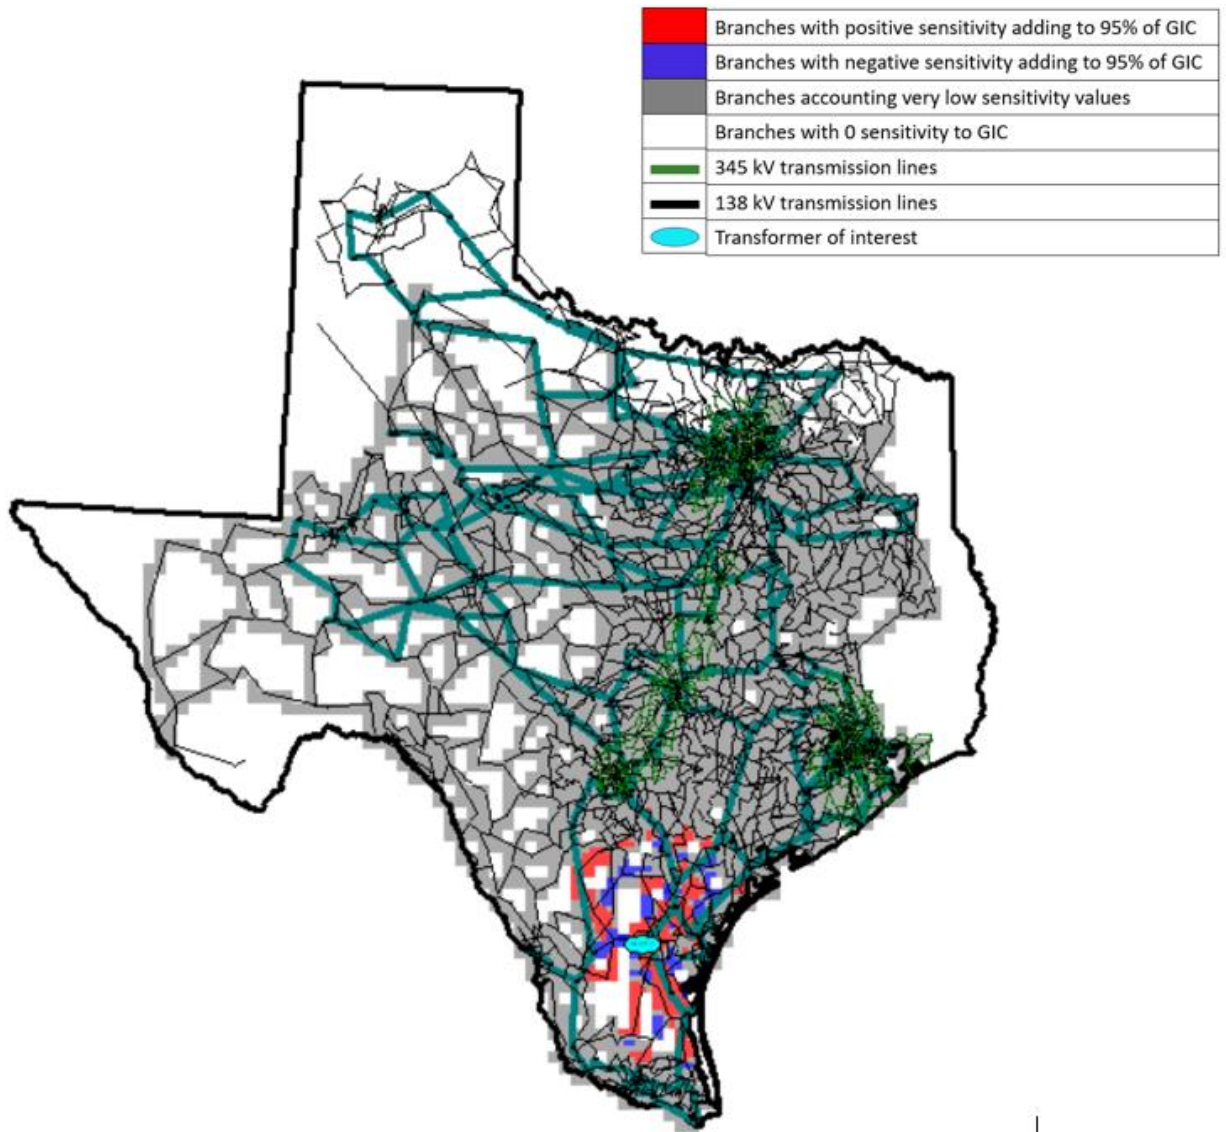 Branches with positive sensitivity adding to 95% of GIC
Branches with negative sensitivity adding to 95% of GIC
Branches accounting very low sensitivity values
Branches with 0 sensitivity to GIC
345 kV transmission lines
138 kV transmission lines
Transformer of interest